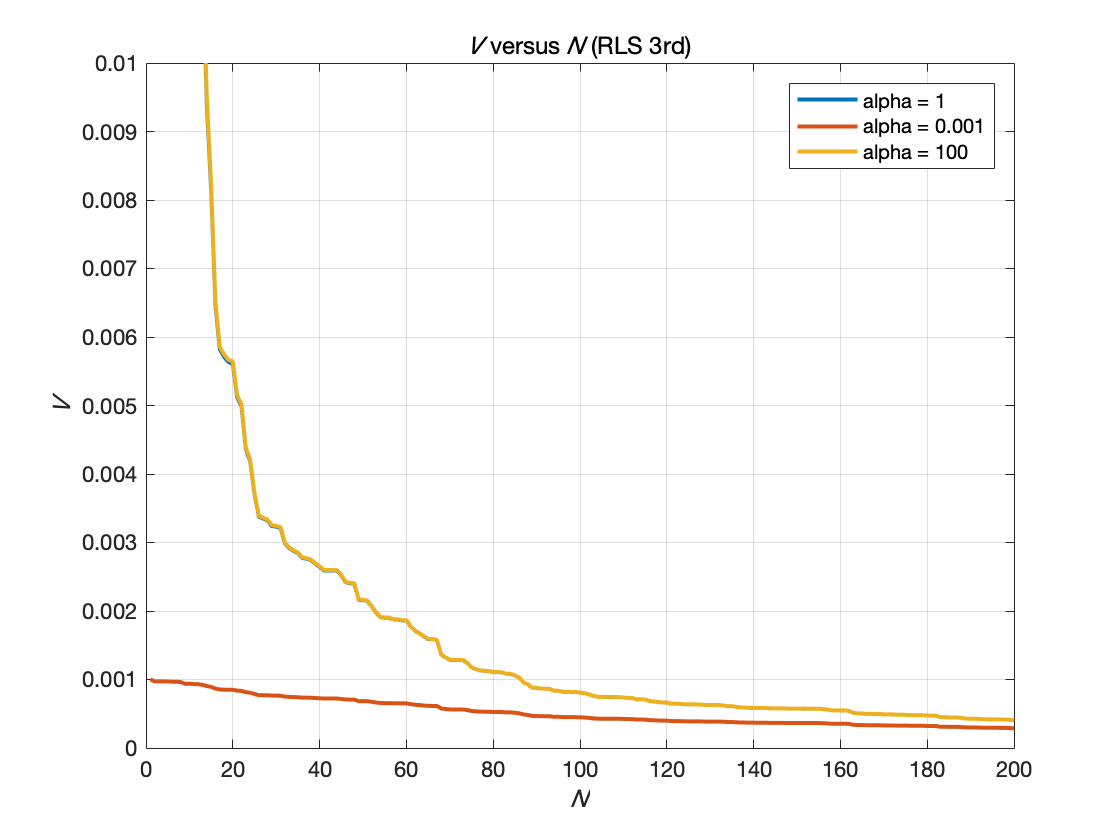 V versus N (RLS 3rd)
0.01
0.009
0.008
0.007
0.006
0.005
0.004
0.003
0.002
0.001
0
V
alpha = 1
alpha = 0.001
alpha = 100
0 20 40 60 80 100 120 140 160 180 200
N